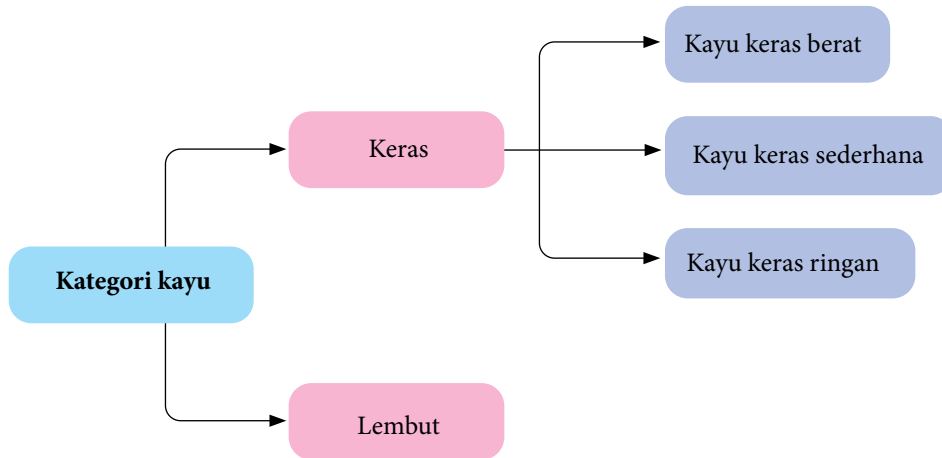 Kategori kayu
Keras
Kayu keras berat
Kayu keras sederhana
Kayu keras ringan
Lembut